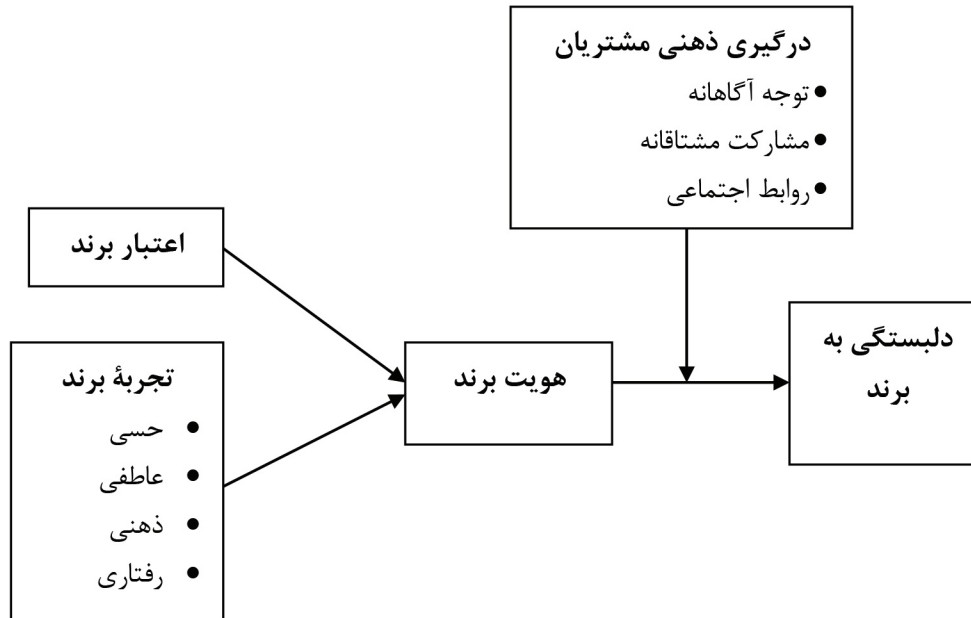 درگیری ذهنی مشتریان
• توجه آگاهانه
• مشارکت مشتاقانه
• روابط اجتماعی
اعتبار برند
تجربهٔ برند
• حسی
• عاطفی
• ذهنی
• رفتاری
هویت برند
دلبستگی به
برند